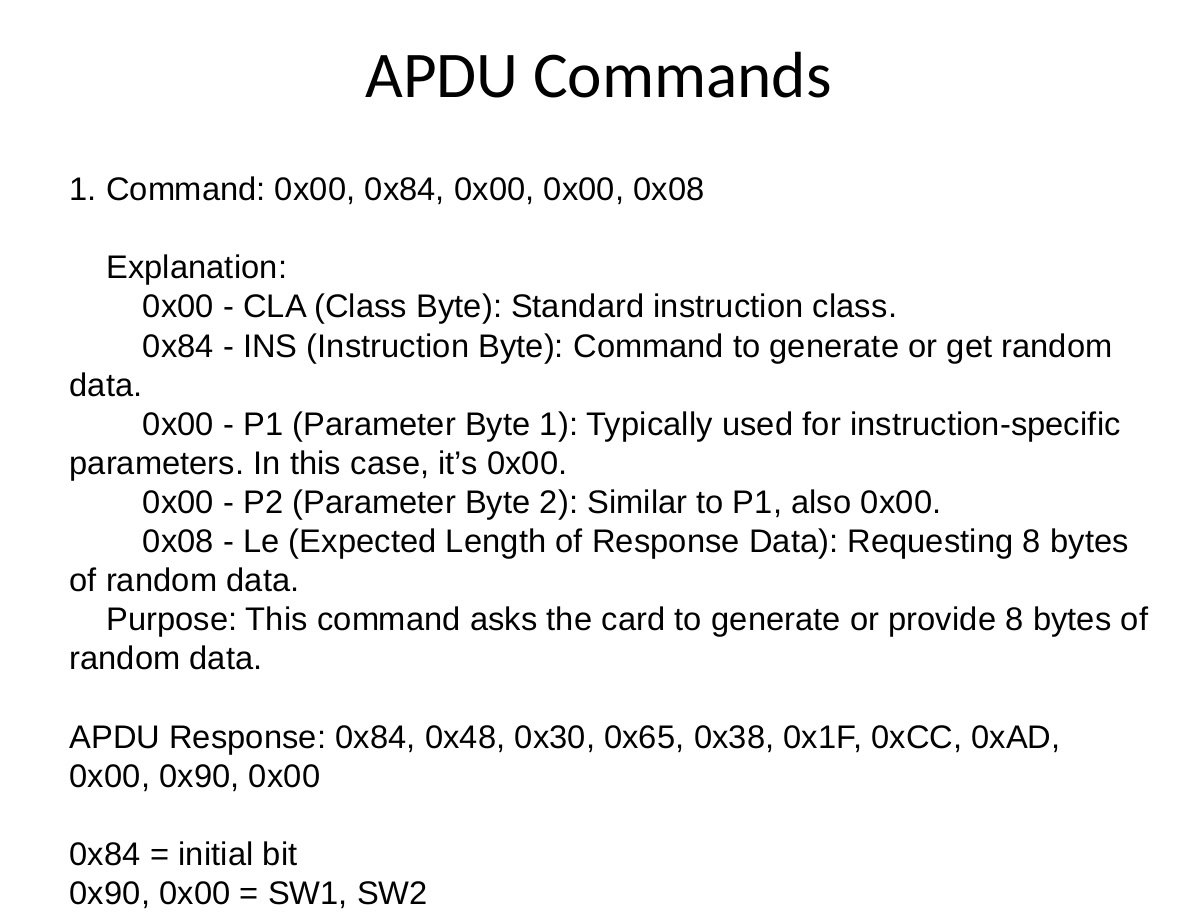 APDU Commands
1. Command: 0x00, 0x84, 0x00, 0x00, 0x08
Explanation:
0x00 - CLA (Class Byte): Standard instruction class.
0x84 - INS (Instruction Byte): Command to generate or get random
data.
0x00 - P1 (Parameter Byte 1): Typically used for instruction-specific
parameters. In this case, it’s 0x00.
0x00 - P2 (Parameter Byte 2): Similar to P1, also 0x00.
0x08 - Le (Expected Length of Response Data): Requesting 8 bytes
of random data.
Purpose: This command asks the card to generate or provide 8 bytes of
random data.
APDU Response: 0x84, 0x48, 0x30, 0x65, 0x38, 0x1F, 0xCC, 0xAD,
0x00, 0x90, 0x00
0x84 = initial bit
0x90, 0x00 = SW1, SW2